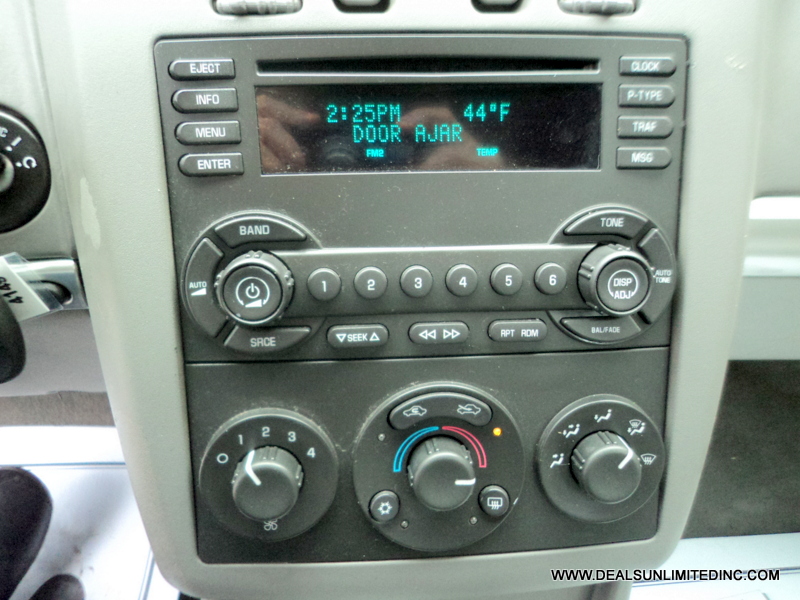 EJECT
INFO
MENU
ENTER
2:25PM 44°F
DOOR AJAR
FM2 TEMP
CLOCK
P-TYPE
TRAF
MSG
BAND
AUTO
SRCE
1 2 3 4 5 6
SEEK
RPT RDM
TONE
DISP
ADJ
AUTO
TONE
BAL/FADE
4149
C
O 1 2 3 4
WWW.DEALSUNLIMITEDINC.COM